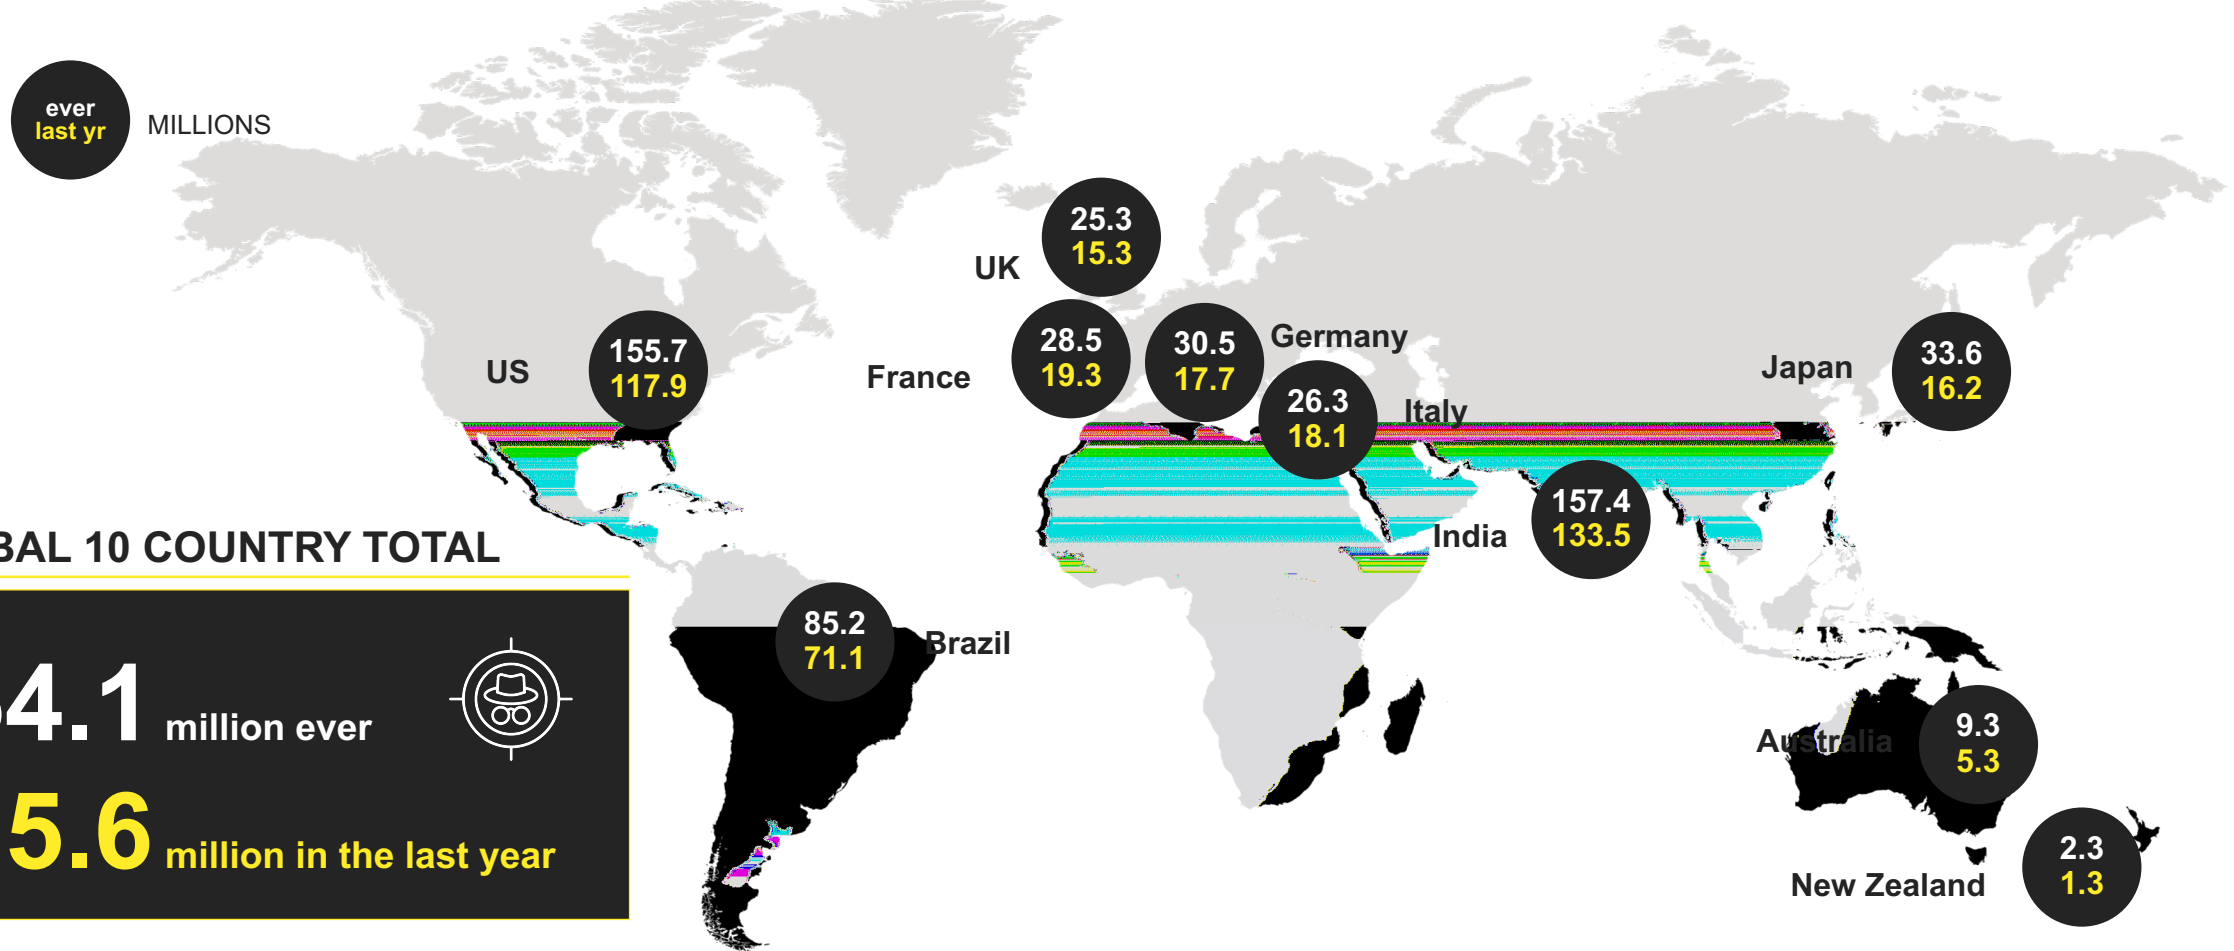 ever
last yr
MILLIONS
25.3
15.3
UK
28.5
19.3
France
30.5
17.7
Germany
155.7
117.9
US
33.6
16.2
Japan
26.3
18.1
Italy
157.4
133.5
India
10 COUNTRY TOTAL
85.2
71.1
Brazil
4.1 million ever
5.6 million in the last year
9.3
5.3
Australia
2.3
1.3
New Zealand